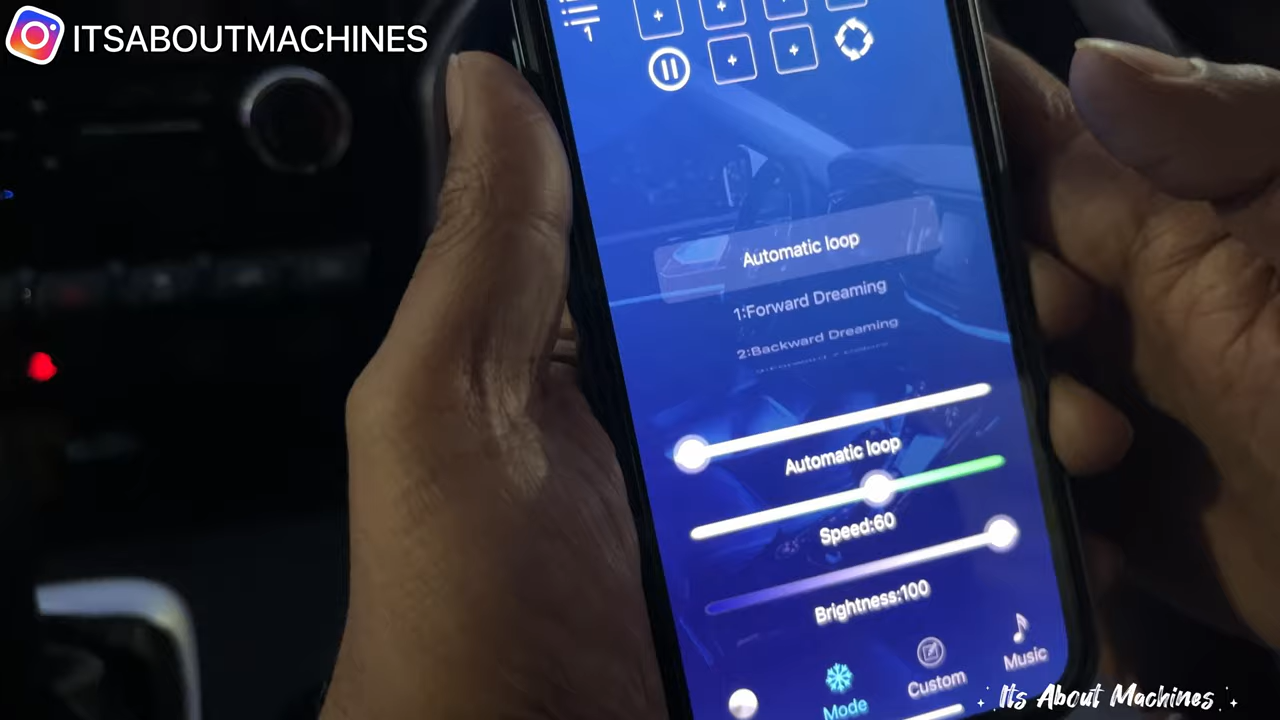 ITSABOUTMACHINES
Automatic loop
1:Forward Dreaming
2:Backward Dreaming
Automatic loop
Speed:60
Brightness:100
Mode
Custom
Music
Its About Machines